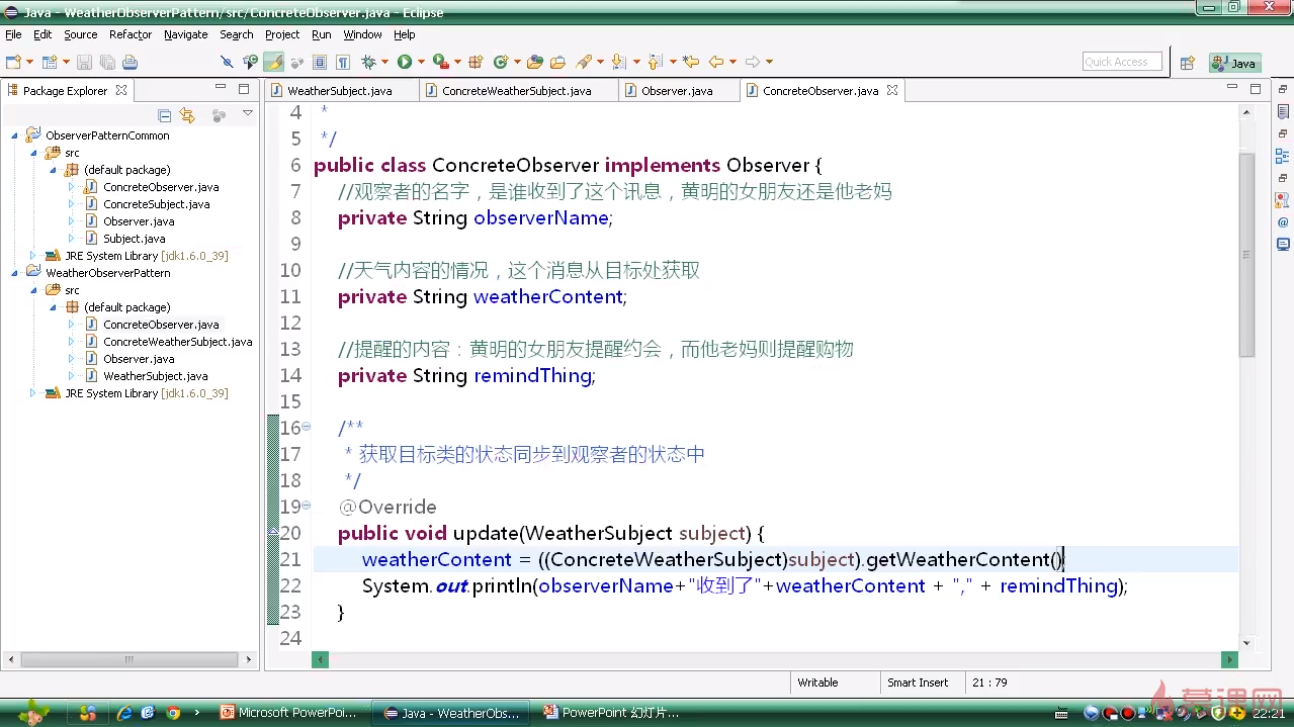 Java - WeatherObserverPattern/src/ConcreteObserver.java - Eclipse
File Edit Source Refactor Navigate Search Project Run Window Help
Quick Access
Java
Package Explorer
WeatherSubject.java ConcreteWeatherSubject.java Observer.java ConcreteObserver.java
ObserverPatternCommon
src
(default package)
ConcreteObserver.java
ConcreteSubject.java
Observer.java
Subject.java
JRE System Library [jdk1.6.0_39]
WeatherObserverPattern
src
(default package)
ConcreteObserver.java
ConcreteWeatherSubject.java
Observer.java
WeatherSubject.java
JRE System Library [jdk1.6.0_39]
4 *
5 */
6 public class ConcreteObserver implements Observer {
7 //观察者的名字，是谁收到了这个讯息，黄明的女朋友还是他老妈
8 private String observerName;
9
10 //天气内容的情况，这个消息从目标处获取
11 private String weatherContent;
12
13 //提醒的内容：黄明的女朋友提醒约会，而他老妈则提醒购物
14 private String remindThing;
15
16 /**
17 * 获取目标类的状态同步到观察者的状态中
18 */
19 @Override
20 public void update(WeatherSubject subject) {
21 weatherContent = ((ConcreteWeatherSubject)subject).getWeatherContent()
22 System.out.println(observerName+"收到了"+weatherContent + "," + remindThing);
23 }
24
Writable Smart Insert 21 : 79
慕课网
Microsoft PowerPoi... Java - WeatherObs... PowerPoint 幻灯片... 22:21